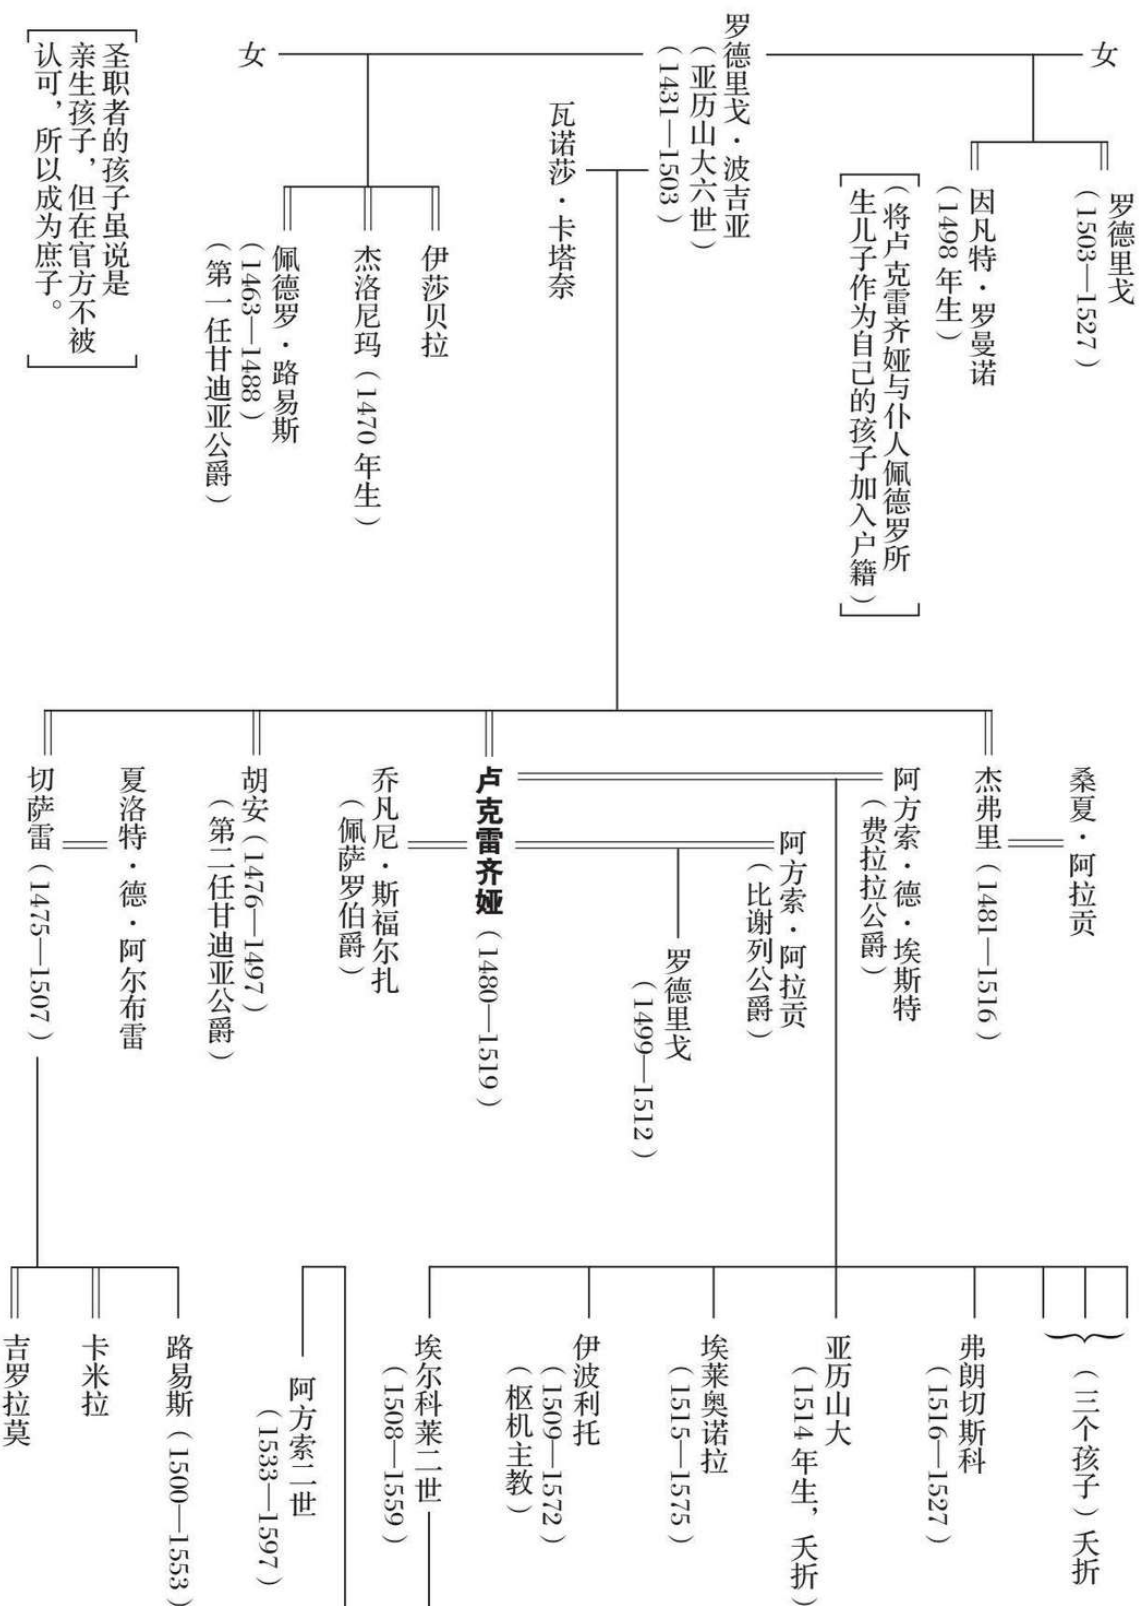 女
罗德里戈
（1503—1527）
因凡特·罗曼诺
（1498 年生）
（将卢克雷齐娅与仆人佩德罗所
生儿子作为自己的孩子加入户籍）
罗德里戈·波吉亚
（亚历山大六世）
（1431—1503）
瓦诺莎·卡塔奈
女
伊莎贝拉
杰洛尼玛（1470 年生）
佩德罗·路易斯
（1463—1488）
（第一任甘迪亚公爵）
圣职者的孩子虽说是
亲生孩子，但在官方不被
认可，所以成为庶子。
桑夏·阿拉贡
杰弗里（1481—1516）
阿方索·德·埃斯特
（费拉拉公爵）
阿方索·阿拉贡
（比谢列公爵）
罗德里戈
（1499—1512）
卢克雷齐娅（1480—1519）
乔凡尼·斯福尔扎
（佩萨罗伯爵）
胡安（1476—1497）
（第二任甘迪亚公爵）
夏洛特·德·阿尔布雷
切萨雷（1475—1507）
（三个孩子）夭折
弗朗切斯科
（1516—1527）
亚历山大
（1514 年生，夭折）
埃莱奥诺拉
（1515—1575）
伊波利托
（1509—1572）
（枢机主教）
埃尔科莱二世
（1508—1559）
阿方索二世
（1533—1597）
路易斯（1500—1553）
卡米拉
吉罗拉莫